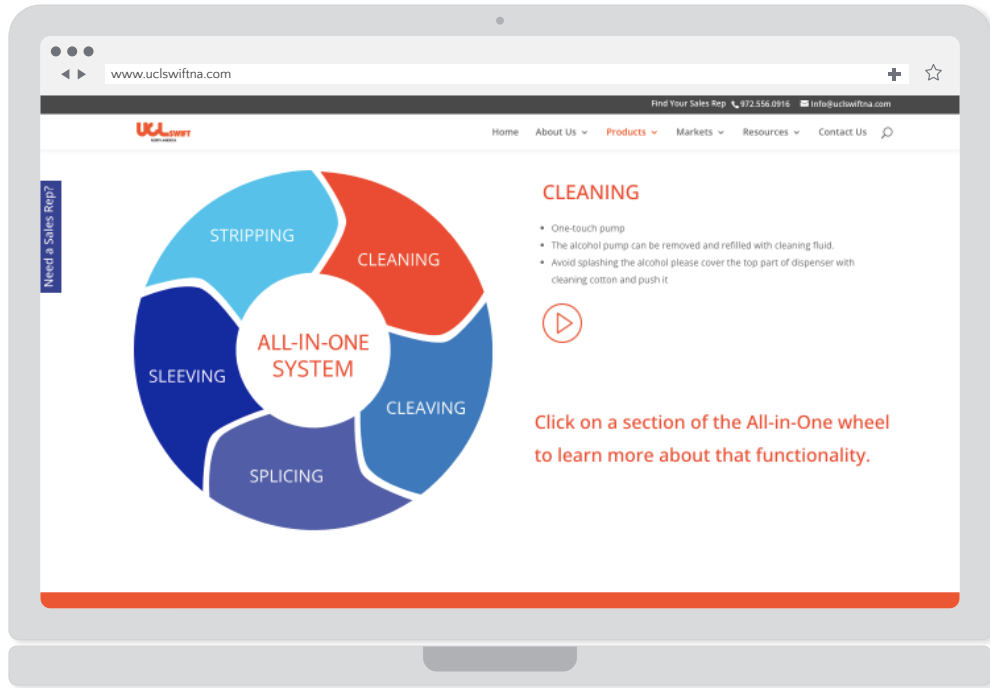 www.uclswiftna.com
Find Your Sales Rep 972.556.0916 Info@uclswiftna.com
UCL SWIFT
NORTH AMERICA
Home About Us Products Markets Resources Contact Us
Need a Sales Rep?
STRIPPING
CLEANING
SLEEVING
ALL-IN-ONE
SYSTEM
CLEAVING
SPLICING
CLEANING
One-touch pump
The alcohol pump can be removed and refilled with cleaning fluid.
Avoid splashing the alcohol please cover the top part of dispenser with
cleaning cotton and push it
Click on a section of the All-in-One wheel
to learn more about that functionality.